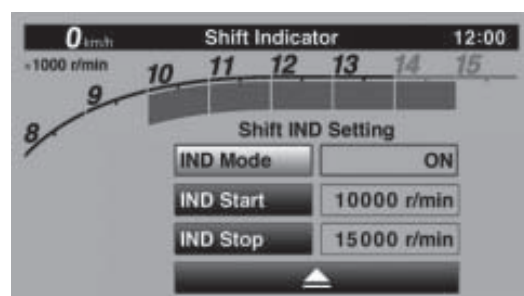 0 km/h Shift Indicator 12:00
×1000 r/min
8 9 10 11 12 13 14 15
Shift IND Setting
IND Mode ON
IND Start 10000 r/min
IND Stop 15000 r/min